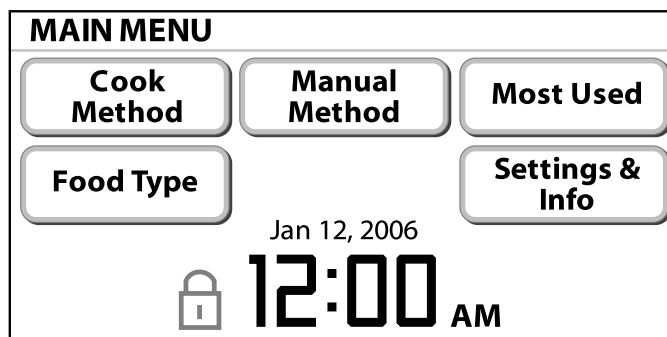 MAIN MENU
Cook
Method
Manual
Method
Most Used
Food Type
Settings &
Info
Jan 12, 2006
12:00 AM